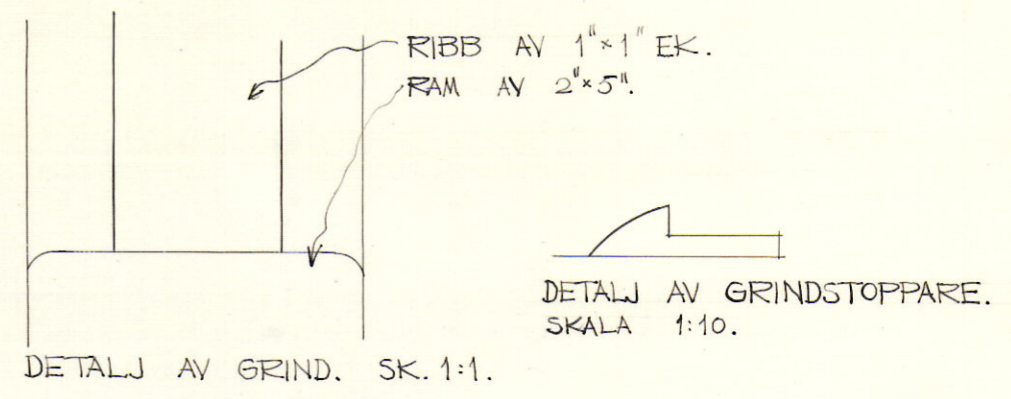 RIBB AV 1"×1" EK.
RAM AV 2"×5".
DETALJ AV GRINDSTOPPARE.
SKALA 1:10.
DETALJ AV GRIND. SK. 1:1.